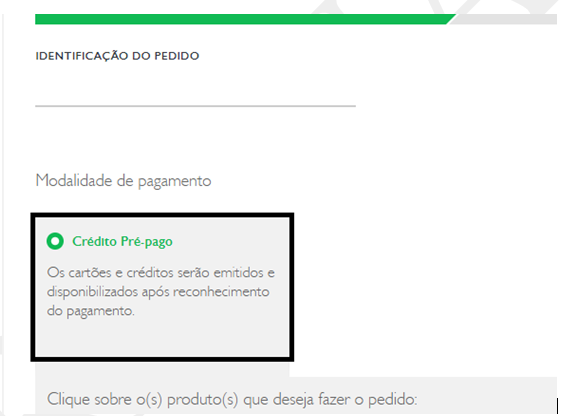 IDENTIFICAÇÃO DO PEDIDO
Modalidade de pagamento
Crédito Pré-pago
Os cartões e créditos serão emitidos e
disponibilizados após reconhecimento
do pagamento.
Clique sobre o(s) produto(s) que deseja fazer o pedido: